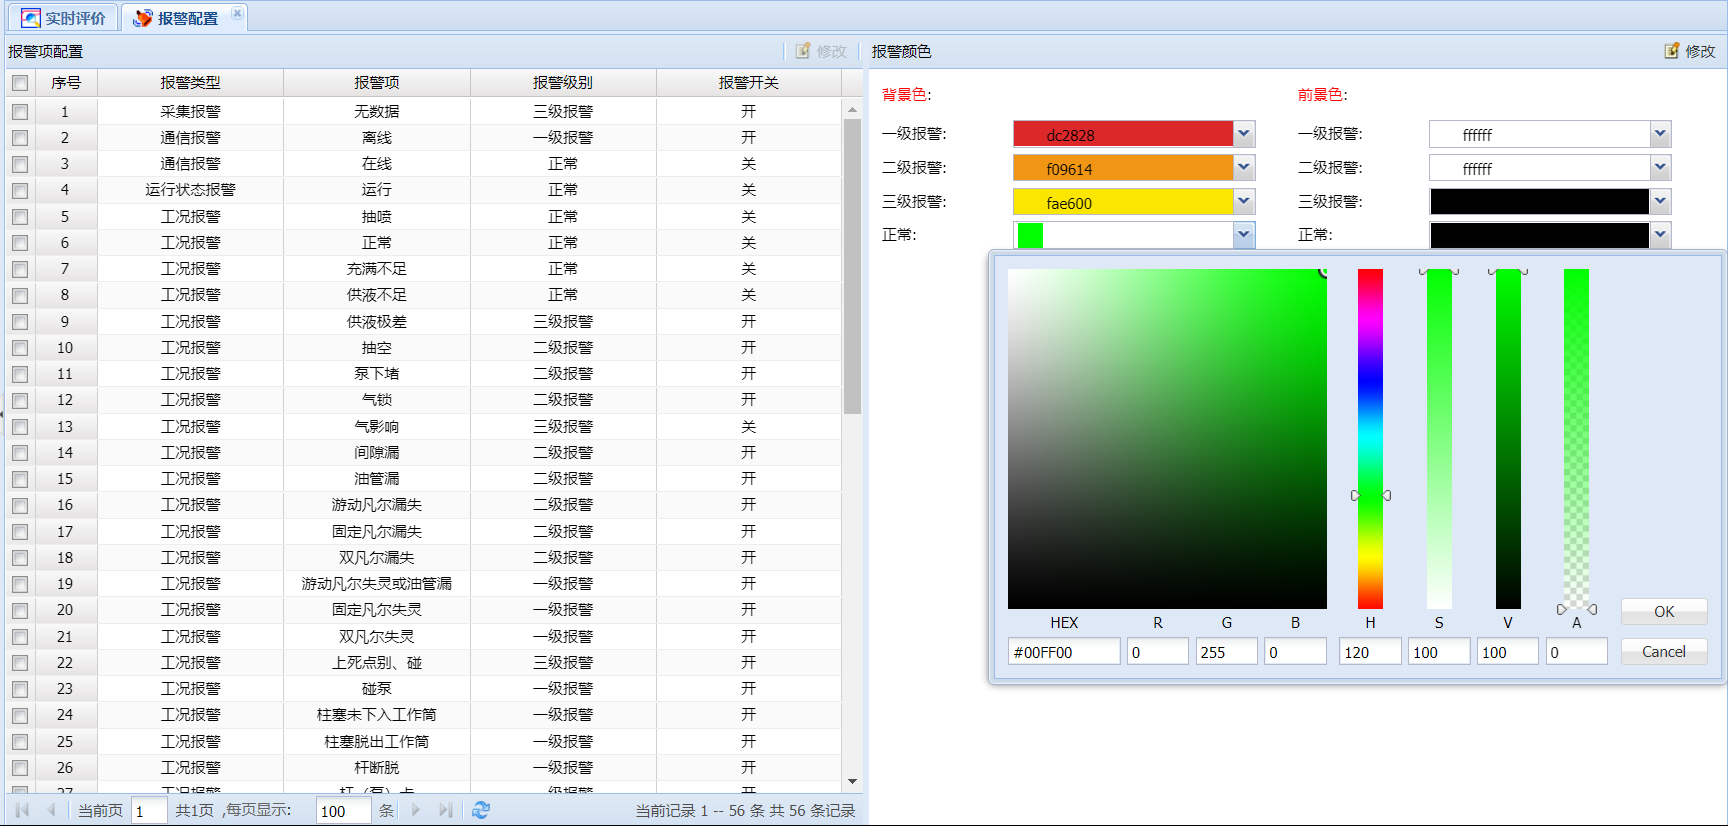 实时评价 报警配置
报警项配置 修改
序号 报警类型 报警项 报警级别 报警开关
1 采集报警 无数据 三级报警 开
2 通信报警 离线 一级报警 开
3 通信报警 在线 正常 关
4 运行状态报警 运行 正常 关
5 工况报警 抽喷 正常 关
6 工况报警 正常 正常 关
7 工况报警 充满不足 正常 关
8 工况报警 供液不足 正常 关
9 工况报警 供液极差 三级报警 开
10 工况报警 抽空 二级报警 开
11 工况报警 泵下堵 二级报警 开
12 工况报警 气锁 二级报警 开
13 工况报警 气影响 三级报警 关
14 工况报警 间隙漏 二级报警 开
15 工况报警 油管漏 二级报警 开
16 工况报警 游动凡尔漏失 二级报警 开
17 工况报警 固定凡尔漏失 二级报警 开
18 工况报警 双凡尔漏失 二级报警 开
19 工况报警 游动凡尔失灵或油管漏 一级报警 开
20 工况报警 固定凡尔失灵 一级报警 开
21 工况报警 双凡尔失灵 一级报警 开
22 工况报警 上死点别、碰 三级报警 开
23 工况报警 碰泵 一级报警 开
24 工况报警 柱塞未下入工作筒 一级报警 开
25 工况报警 柱塞脱出工作筒 一级报警 开
26 工况报警 杆断脱 一级报警 开
27 工况报警 杆（泵）卡 一级报警 开
当前页 1 共1页 ,每页显示: 100 条 当前记录 1 -- 56 条 共 56 条记录
报警颜色 修改
背景色: 前景色:
一级报警: dc2828 一级报警: ffffff
二级报警: f09614 二级报警: ffffff
三级报警: fae600 三级报警:
正常: 正常:
HEX R G B H S V A
#00FF00 0 255 0 120 100 100 0
OK
Cancel